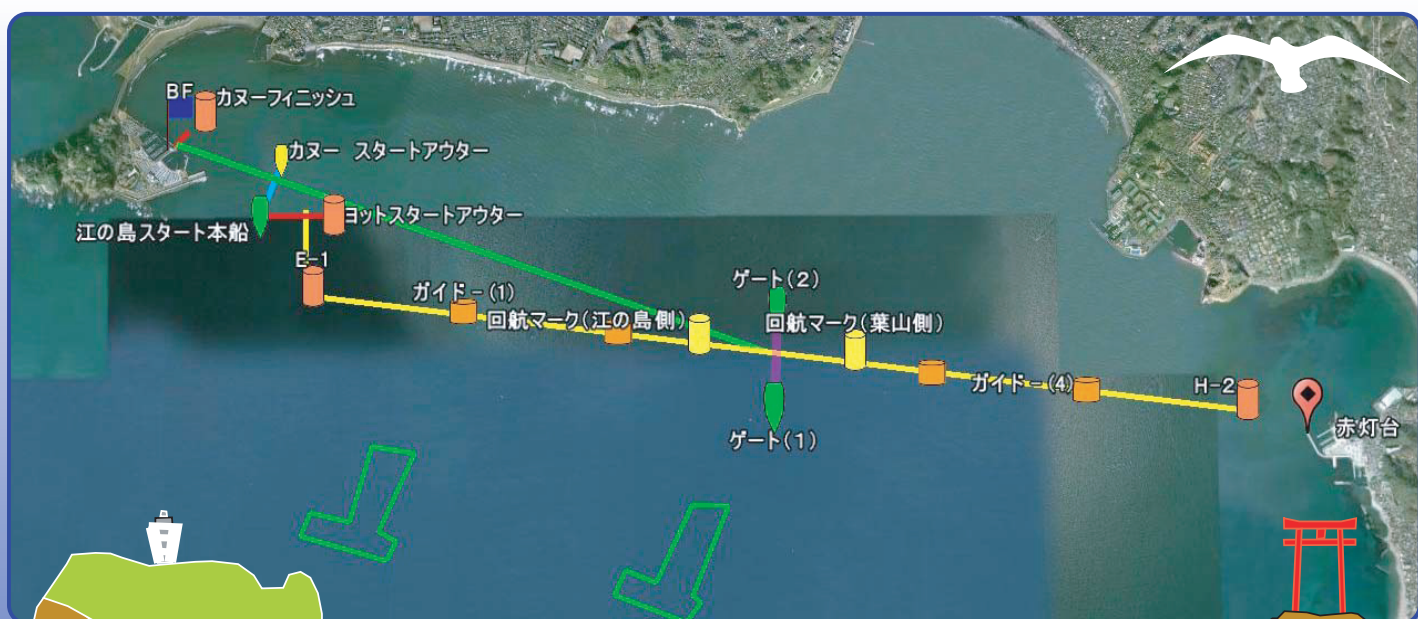 BF
カヌーフィニッシュ
カヌー スタートアウター
ヨットスタートアウター
江の島スタート本船
E-1
ガイド-(1)
ゲート(2)
回航マーク(江の島側)
回航マーク(葉山側)
ガイド-(4)
H-2
赤灯台
ゲート(1)